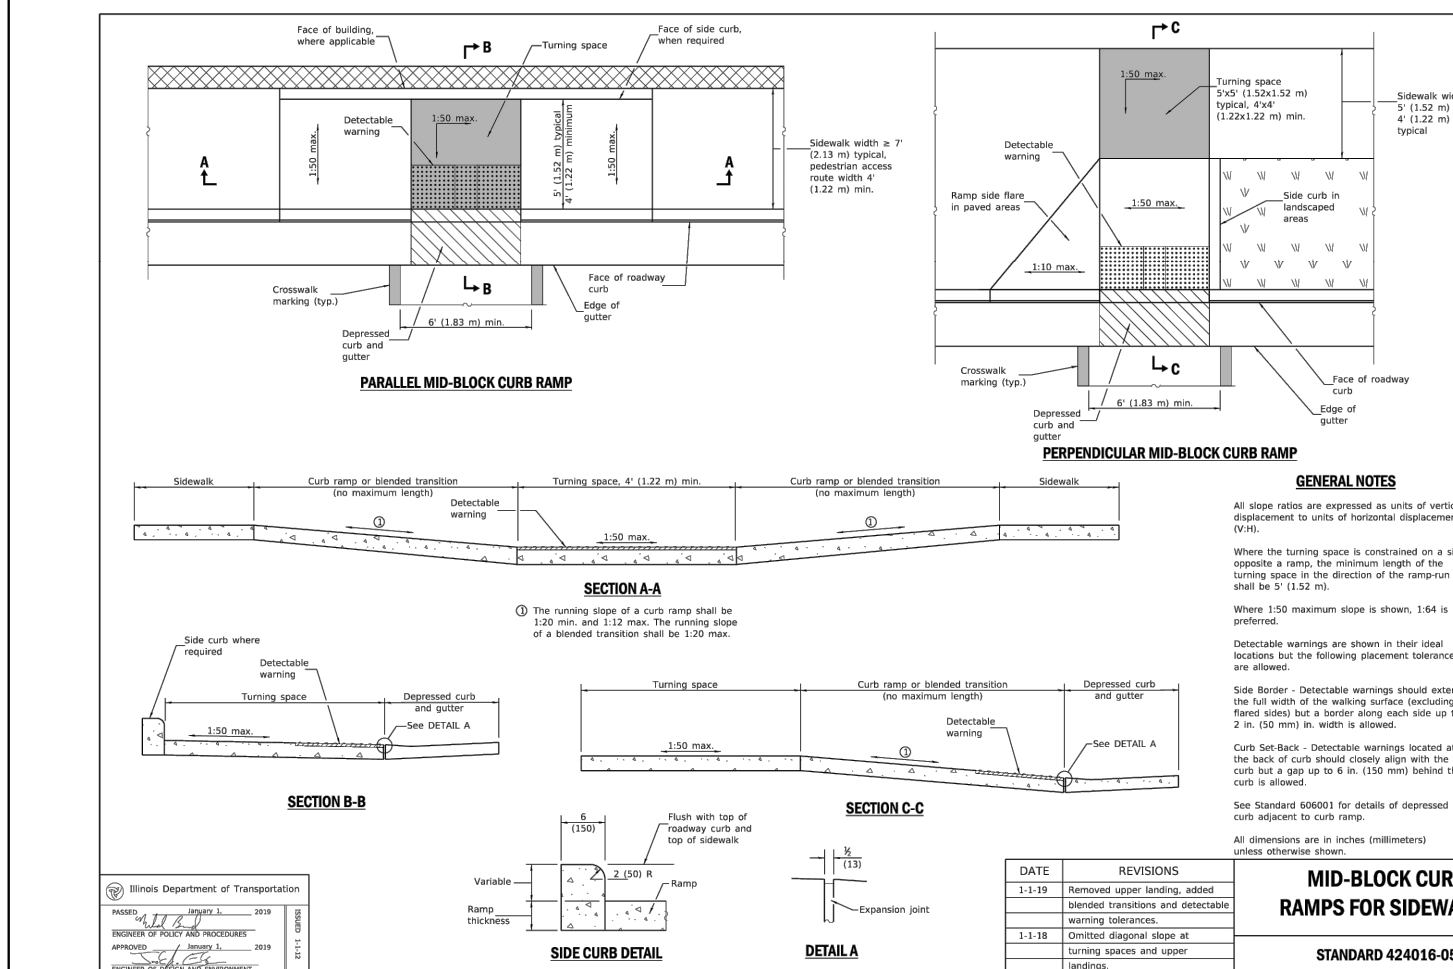 Face of building,
where applicable
B
Turning space
Face of side curb,
when required
Detectable
warning
1:50 max.
1:50 max.
5' (1.52 m) typical
4' (1.22 m) minimum
1:50 max.
A
A
Sidewalk width ≥ 7'
(2.13 m) typical,
pedestrian access
route width 4'
(1.22 m) min.
Crosswalk
marking (typ.)
B
Face of roadway
curb
Edge of
gutter
6' (1.83 m) min.
Depressed
curb and
gutter
PARALLEL MID-BLOCK CURB RAMP
C
1:50 max.
Turning space
5'x5' (1.52x1.52 m)
typical, 4'x4'
(1.22x1.22 m) min.
Sidewalk
5' (1.52 m)
4' (1.22 m)
typical
Detectable
warning
Ramp side flare
in paved areas
1:50 max.
Side curb in
landscaped
areas
1:10 max.
Crosswalk
marking (typ.)
C
Face of roadway
curb
6' (1.83 m) min.
Edge of
gutter
Depressed
curb and
gutter
PERPENDICULAR MID-BLOCK CURB RAMP
Sidewalk
Curb ramp or blended transition
(no maximum length)
Turning space, 4' (1.22 m) min.
Curb ramp or blended transition
(no maximum length)
Sidewalk
Detectable
warning
1
1
1:50 max.
SECTION A-A
① The running slope of a curb ramp shall be
1:20 min. and 1:12 max. The running slope
of a blended transition shall be 1:20 max.
Side curb where
required
Detectable
warning
Turning space
Depressed curb
and gutter
See DETAIL A
1:50 max.
SECTION B-B
Turning space
Curb ramp or blended transition
(no maximum length)
Depressed curb
and gutter
Detectable
warning
See DETAIL A
1:50 max.
1
SECTION C-C
6
(150)
Flush with top of
roadway curb and
top of sidewalk
Variable
2 (50) R
Ramp
Ramp
thickness
SIDE CURB DETAIL
½
(13)
Expansion joint
DETAIL A
GENERAL NOTES
All slope ratios are expressed as units of
displacement to units of horizontal
(V:H).
Where the turning space is constrained on a
opposite a ramp, the minimum length of the
turning space in the direction of the ramp-run
shall be 5' (1.52 m).
Where 1:50 maximum slope is shown, 1:64 is
preferred.
Detectable warnings are shown in their ideal
locations but the following placement
are allowed.
Side Border - Detectable warnings should
the full width of the walking surface (excluding
flared sides) but a border along each side up
2 in. (50 mm) in. width is allowed.
Curb Set-Back - Detectable warnings located
the back of curb should closely align with the
curb but a gap up to 6 in. (150 mm) behind
curb is allowed.
See Standard 606001 for details of depressed
curb adjacent to curb ramp.
All dimensions are in inches (millimeters)
unless otherwise shown.
Illinois Department of Transportation
PASSED January 1, 2019
ENGINEER OF POLICY AND PROCEDURES
APPROVED January 1, 2019
ENGINEER OF DESIGN AND ENVIRONMENT
ISSUED 1-1-12
DATE REVISIONS
1-1-19 Removed upper landing, added
blended transitions and detectable
warning tolerances.
1-1-18 Omitted diagonal slope at
turning spaces and upper
landings.
MID-BLOCK
RAMPS FOR
STANDARD